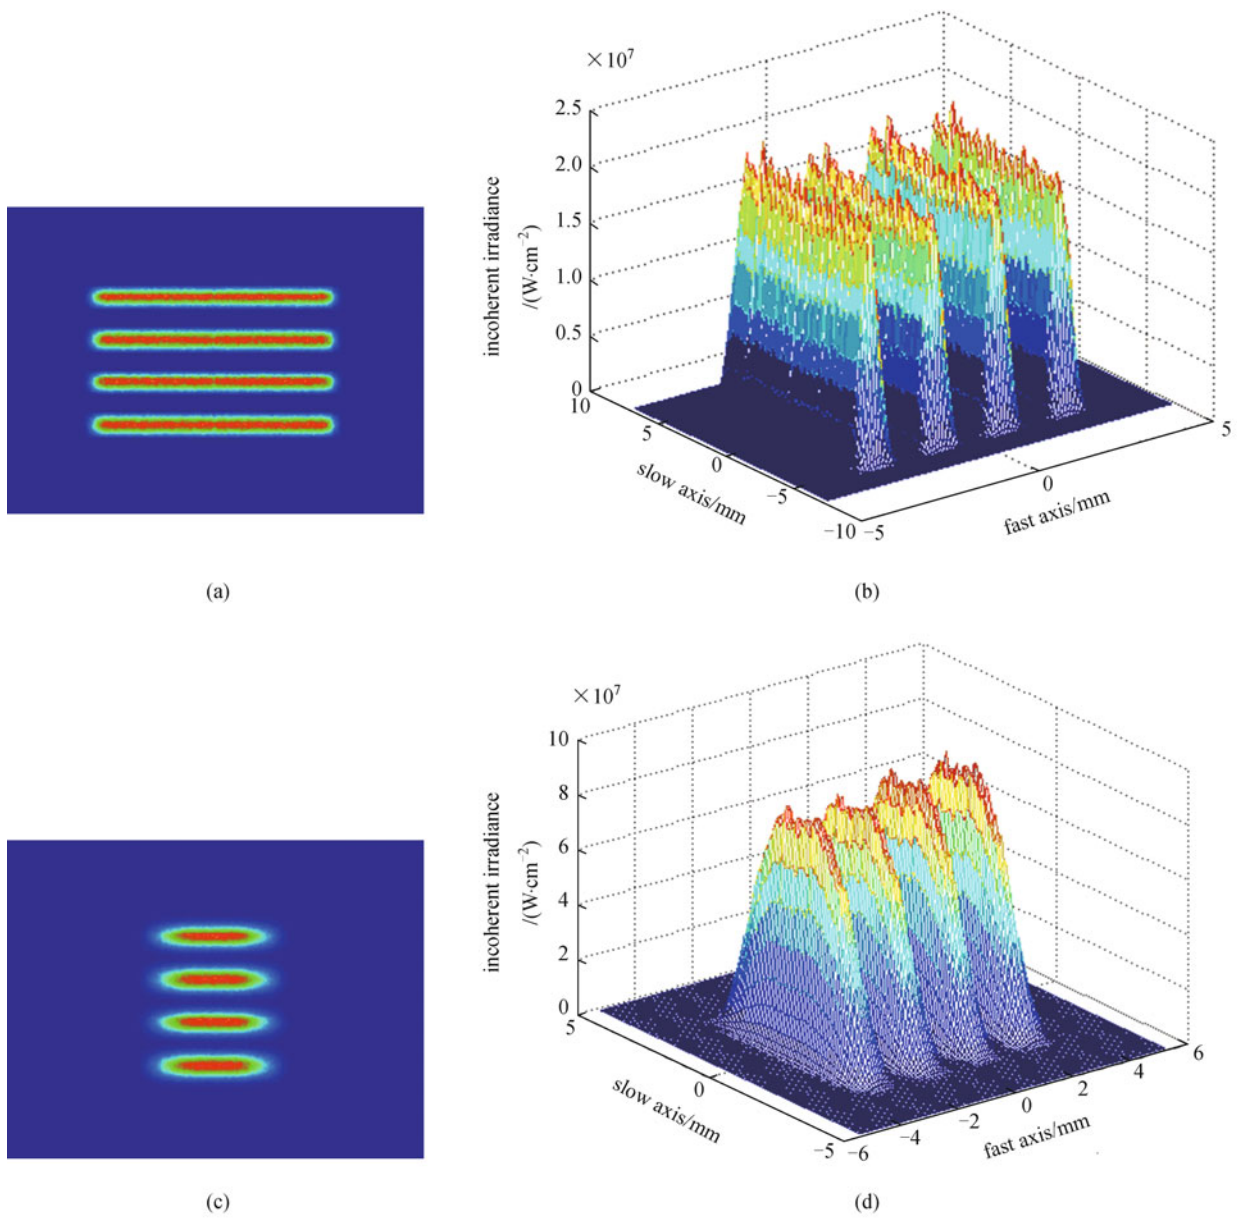 ×10⁷
2.5
2.0
1.5
1.0
0.5
0
incoherent irradiance
/(W·cm⁻²)
10
5
0
−5
−10
slow axis/mm
−5
0
5
fast axis/mm
(a)
(b)
×10⁷
10
8
6
4
2
0
incoherent irradiance
/(W·cm⁻²)
5
0
−5
slow axis/mm
−6
−4
−2
0
2
4
6
fast axis/mm
(c)
(d)